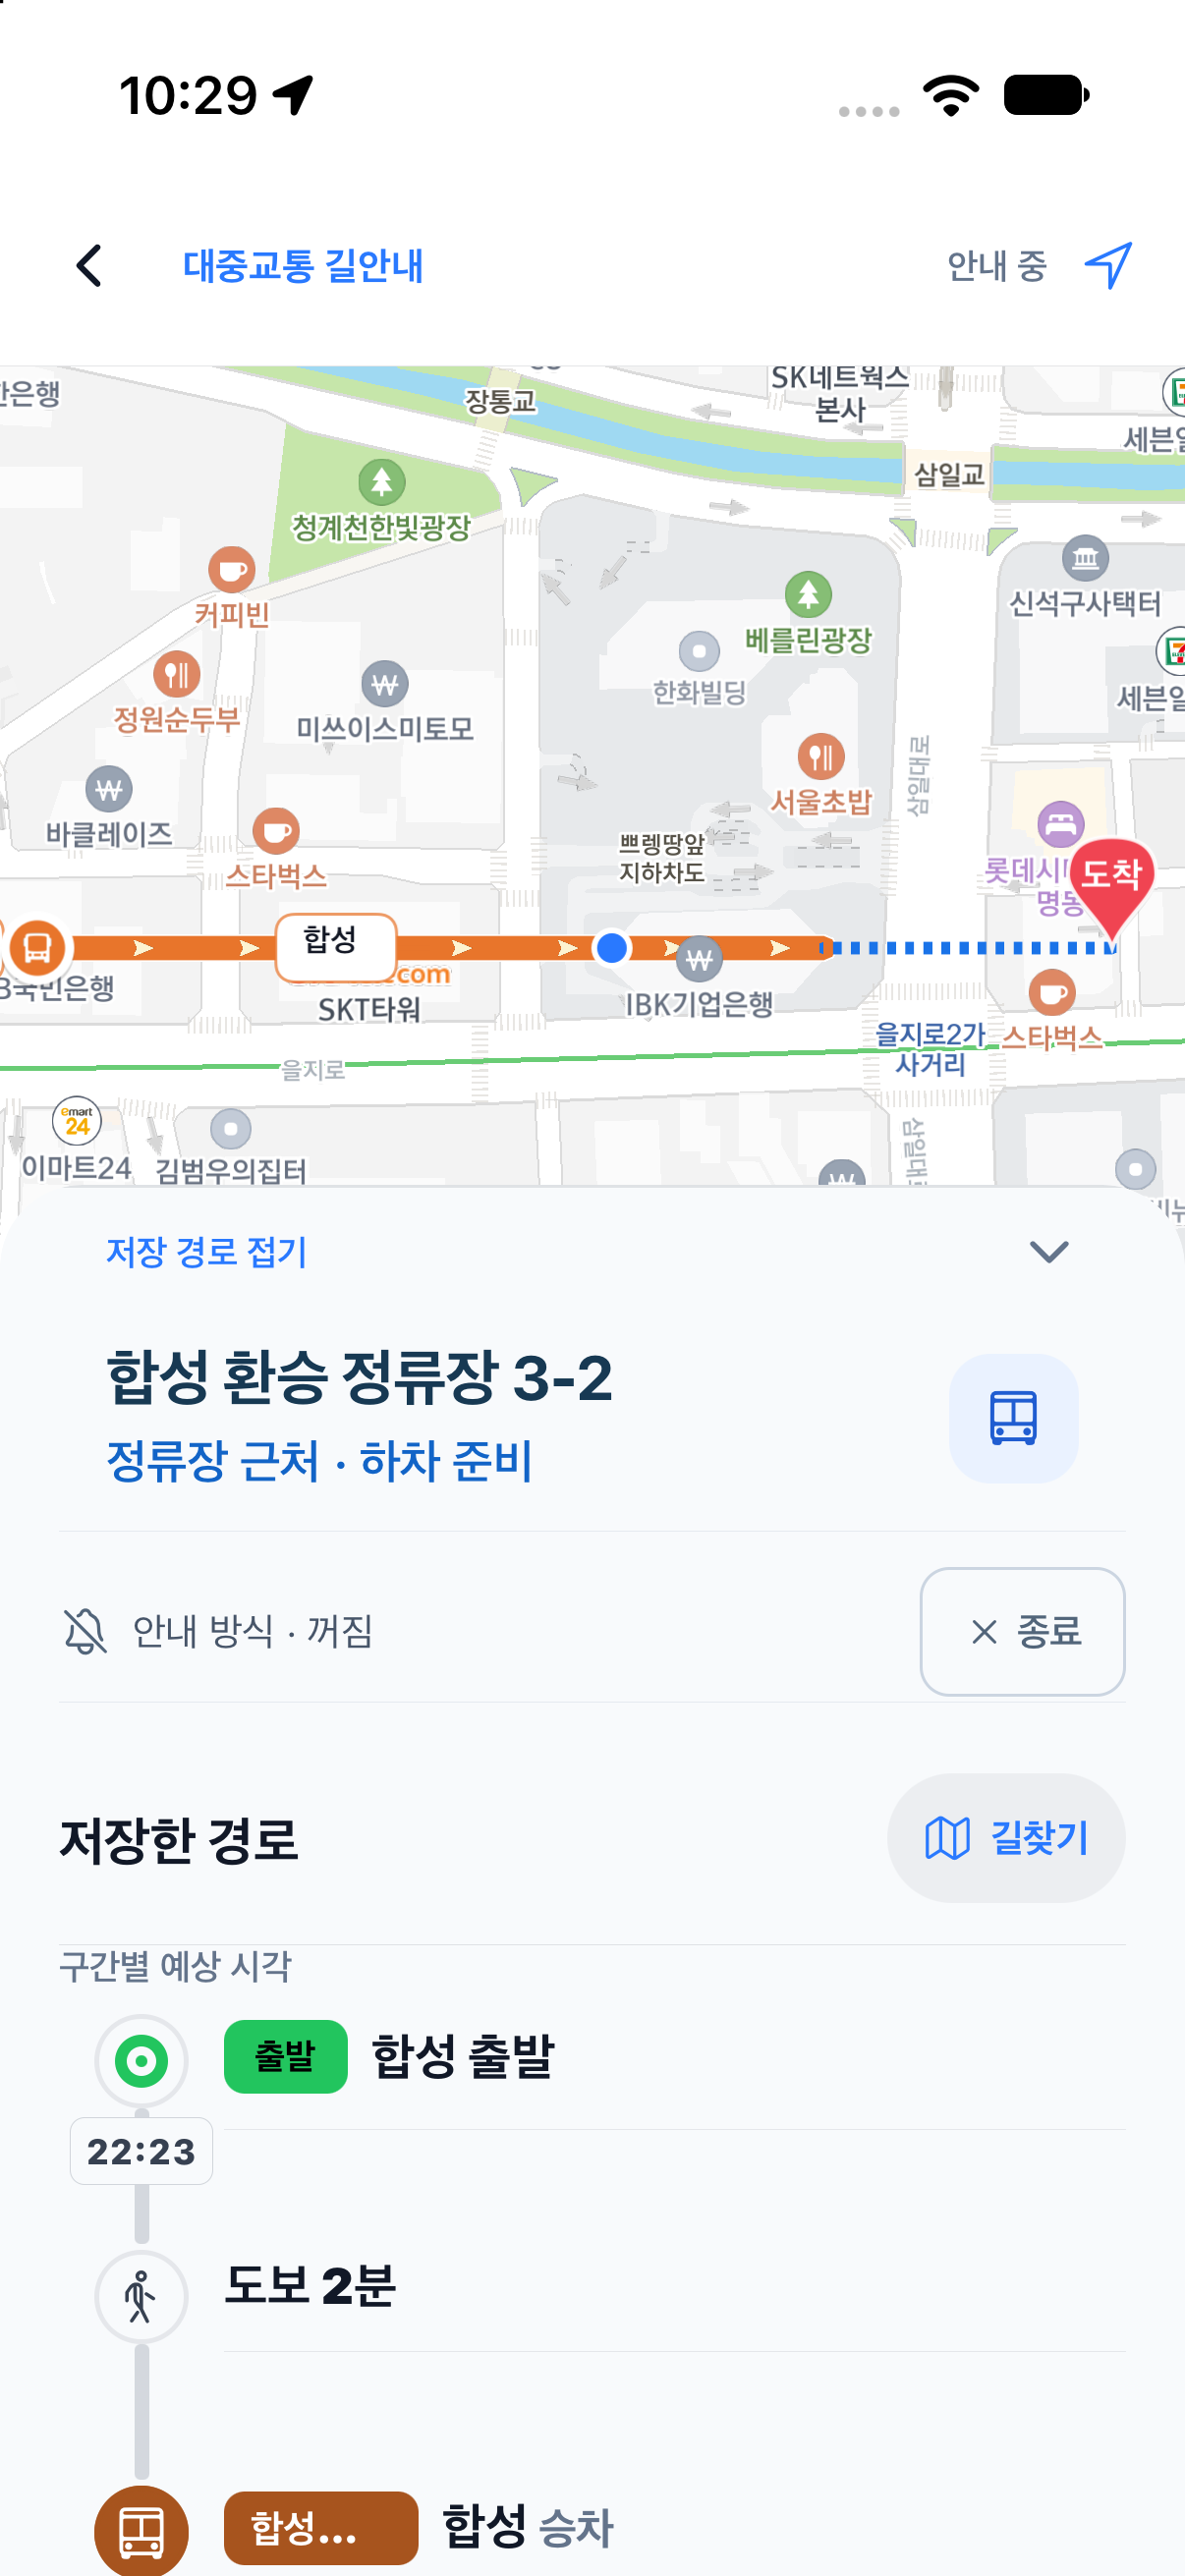 10:29
대중교통 길안내
안내 중
SK네트웍스
본사
장통교
삼일교
청계천한빛광장
커피빈
베를린광장
신석구사택터
한화빌딩
정원순두부
미쓰이스미토모
삼일대로
서울초밥
바클레이즈
스타벅스
쁘렝땅앞
지하차도
도착
합성
com
SKT타워
IBK기업은행
을지로2가
사거리
스타벅스
을지로
emart
24
이마트24
김범우의집터
저장 경로 접기
합성 환승 정류장 3-2
정류장 근처 · 하차 준비
안내 방식 · 꺼짐
종료
저장한 경로
길찾기
구간별 예상 시각
출발 합성 출발
22:23
도보 2분
합성... 합성 승차